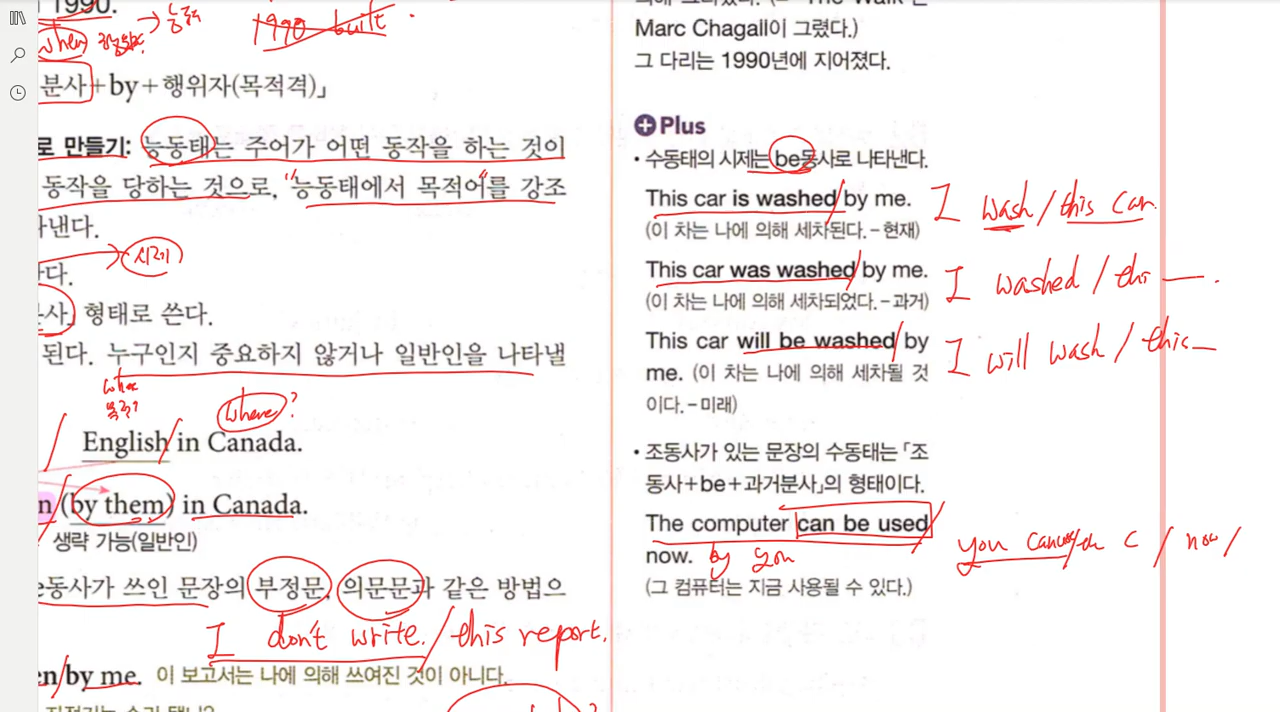 1990.
when
능동
1990 built
분사+by+행위자(목적격)」
로 만들기: 능동태는 주어가 어떤 동작을 하는 것이
동작을 당하는 것으로, "능동태에서 목적어"를 강조
타낸다.
한다.
시제
분사」 형태로 쓴다.
된다. 누구인지 중요하지 않거나 일반인을 나타낼
where?
English in Canada.
(by them) in Canada.
생략 가능(일반인)
e동사가 쓰인 문장의 부정문, 의문문과 같은 방법으
I don't write / this report.
en by me. 이 보고서는 나에 의해 쓰여진 것이 아니다.
Marc Chagall이 그렸다.)
그 다리는 1990년에 지어졌다.
Plus
• 수동태의 시제는 be동사로 나타낸다.
This car is washed by me.
I wash / this car.
(이 차는 나에 의해 세차된다. – 현재)
This car was washed by me.
I washed / thi
(이 차는 나에 의해 세차되었다. – 과거)
This car will be washed by
I will wash / this
me. (이 차는 나에 의해 세차될 것
이다. – 미래)
• 조동사가 있는 문장의 수동태는 「조
동사+be+과거분사」의 형태이다.
The computer can be used
now. by you
you can / c / now /
(그 컴퓨터는 지금 사용될 수 있다.)